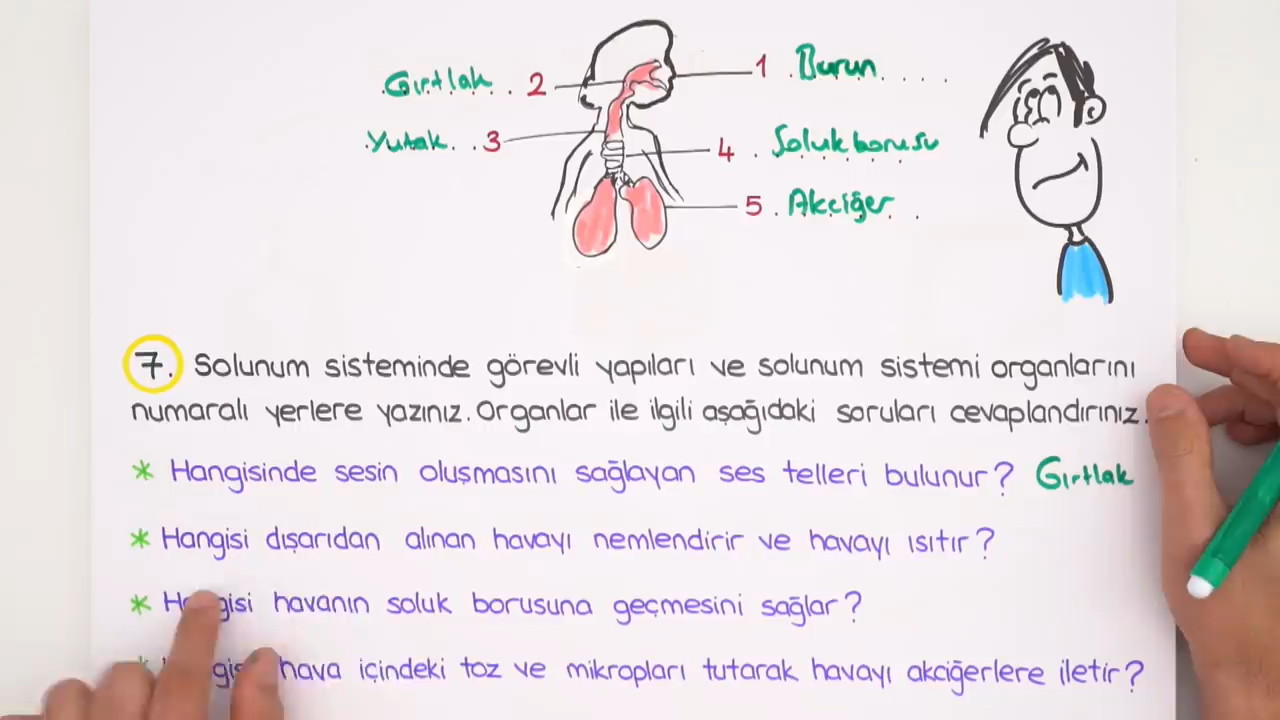 Gırtlak 2
1 Burun
Yutak 3
4 Soluk borusu
5 Akciğer
7. Solunum sisteminde görevli yapıları ve solunum sistemi organlarını
numaralı yerlere yazınız. Organlar ile ilgili aşağıdaki soruları cevaplandırınız.
* Hangisinde sesin oluşmasını sağlayan ses telleri bulunur? Gırtlak
* Hangisi dışarıdan alınan havayı nemlendirir ve havayı ısıtır?
* Hangisi havanın soluk borusuna geçmesini sağlar?
hava içindeki toz ve mikropları tutarak havayı akciğerlere iletir?